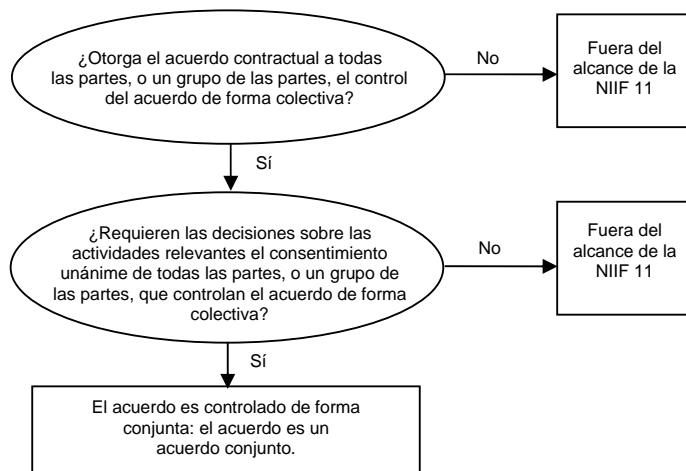 ¿Otorga el acuerdo contractual a todas
las partes, o un grupo de las partes, el control
del acuerdo de forma colectiva?
No
Fuera del
alcance de la
NIIF 11
Sí
¿Requieren las decisiones sobre las
actividades relevantes el consentimiento
unánime de todas las partes, o un grupo de
las partes, que controlan el acuerdo de forma
colectiva?
No
Fuera del
alcance de la
NIIF 11
Sí
El acuerdo es controlado de forma
conjunta: el acuerdo es un
acuerdo conjunto.